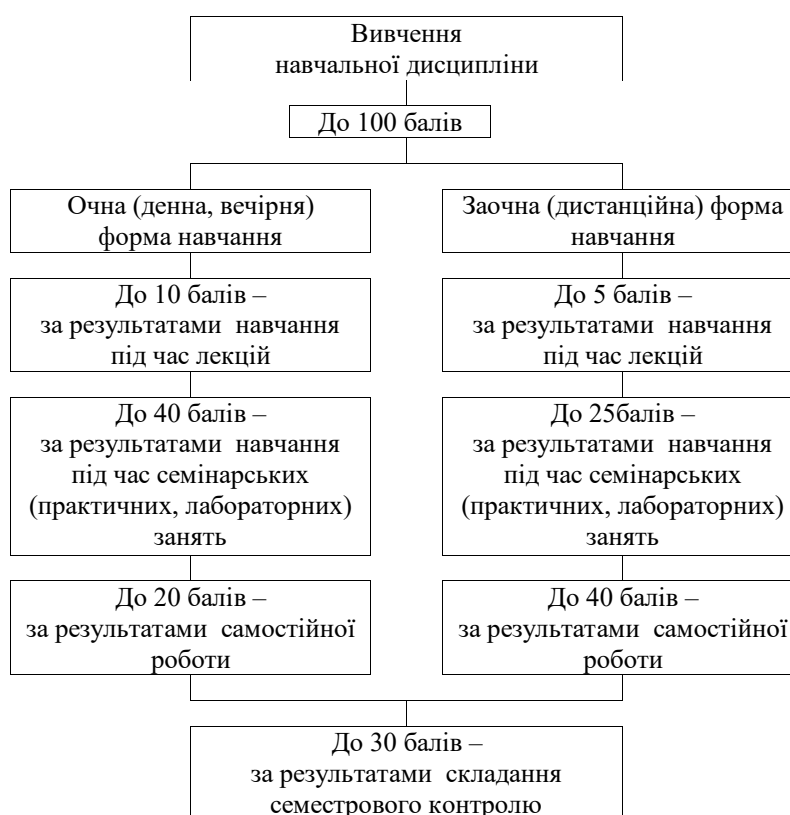 Вивчення
навчальної дисципліни
До 100 балів
Очна (денна, вечірня)
форма навчання
До 10 балів –
за результатами навчання
під час лекцій
До 40 балів –
за результатами навчання
під час семінарських
(практичних, лабораторних)
занять
До 20 балів –
за результатами самостійної
роботи
Заочна (дистанційна) форма
навчання
До 5 балів –
за результатами навчання
під час лекцій
До 25балів –
за результатами навчання
під час семінарських
(практичних, лабораторних)
занять
До 40 балів –
за результатами самостійної
роботи
До 30 балів –
за результатами складання
семестрового контролю